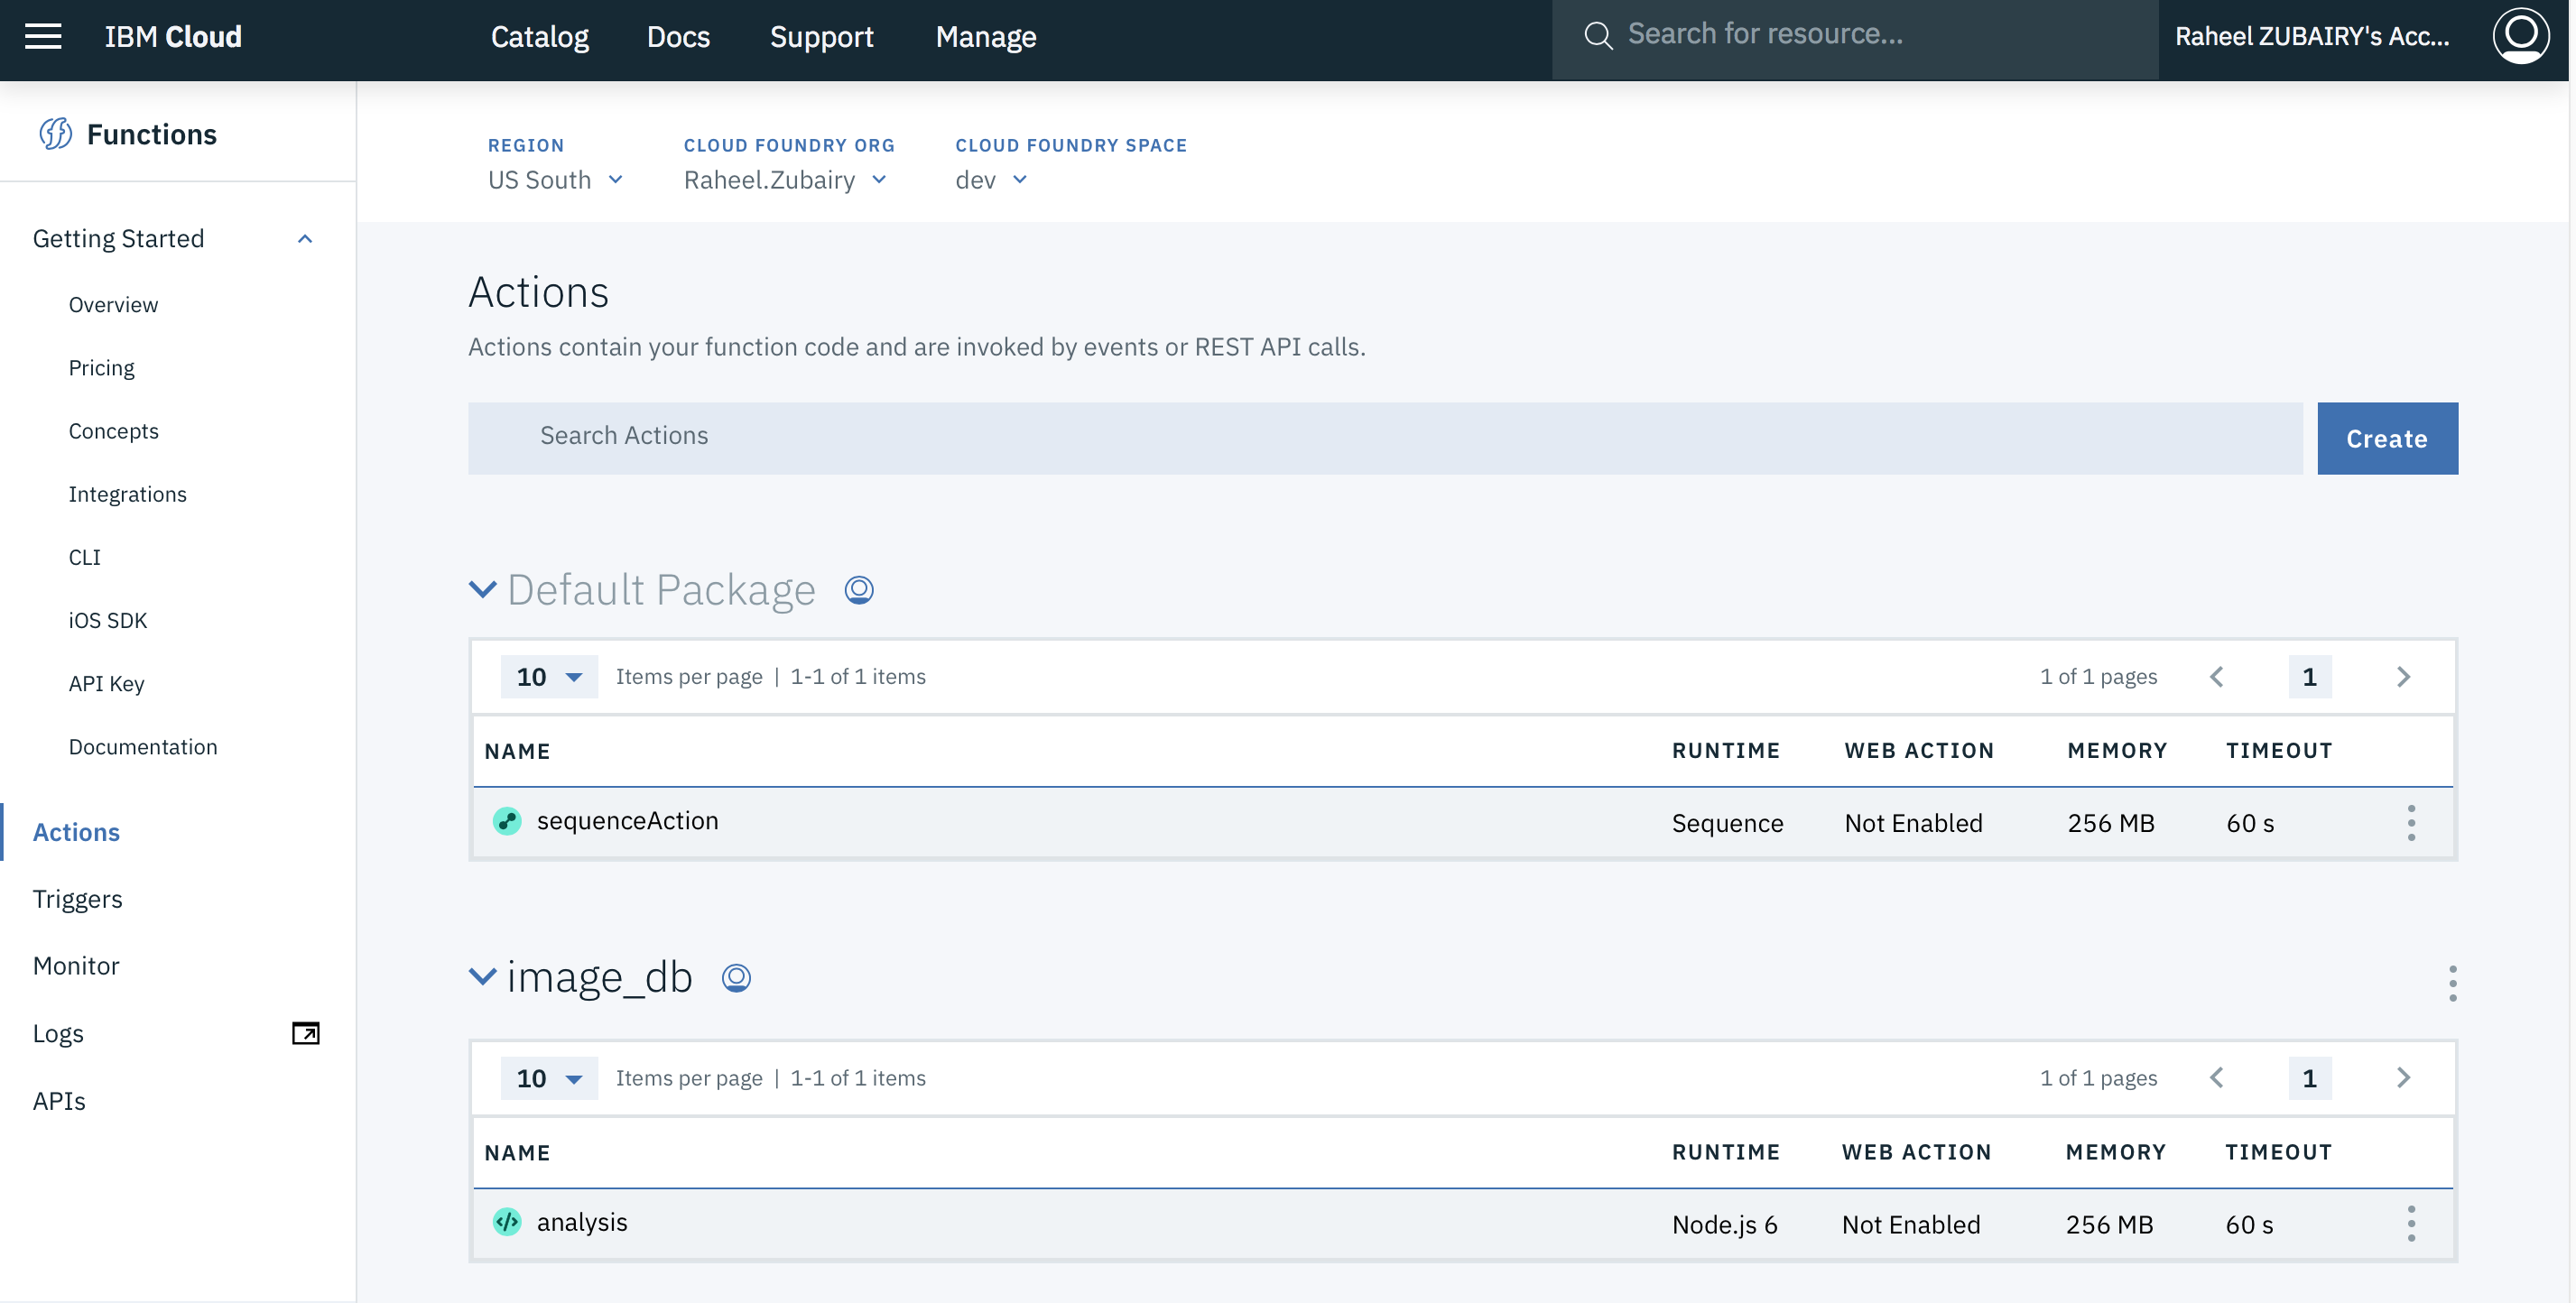 IBM Cloud Catalog Docs Support Manage Search for resource... Raheel ZUBAIRY's Acc...
Functions
Getting Started
Overview
Pricing
Concepts
Integrations
CLI
iOS SDK
API Key
Documentation
Actions
Triggers
Monitor
Logs
APIs
REGION CLOUD FOUNDRY ORG CLOUD FOUNDRY SPACE
US South Raheel.Zubairy dev
Actions
Actions contain your function code and are invoked by events or REST API calls.
Search Actions Create
Default Package
10 Items per page | 1-1 of 1 items 1 of 1 pages 1
NAME RUNTIME WEB ACTION MEMORY TIMEOUT
sequenceAction Sequence Not Enabled 256 MB 60 s
image_db
10 Items per page | 1-1 of 1 items 1 of 1 pages 1
NAME RUNTIME WEB ACTION MEMORY TIMEOUT
analysis Node.js 6 Not Enabled 256 MB 60 s